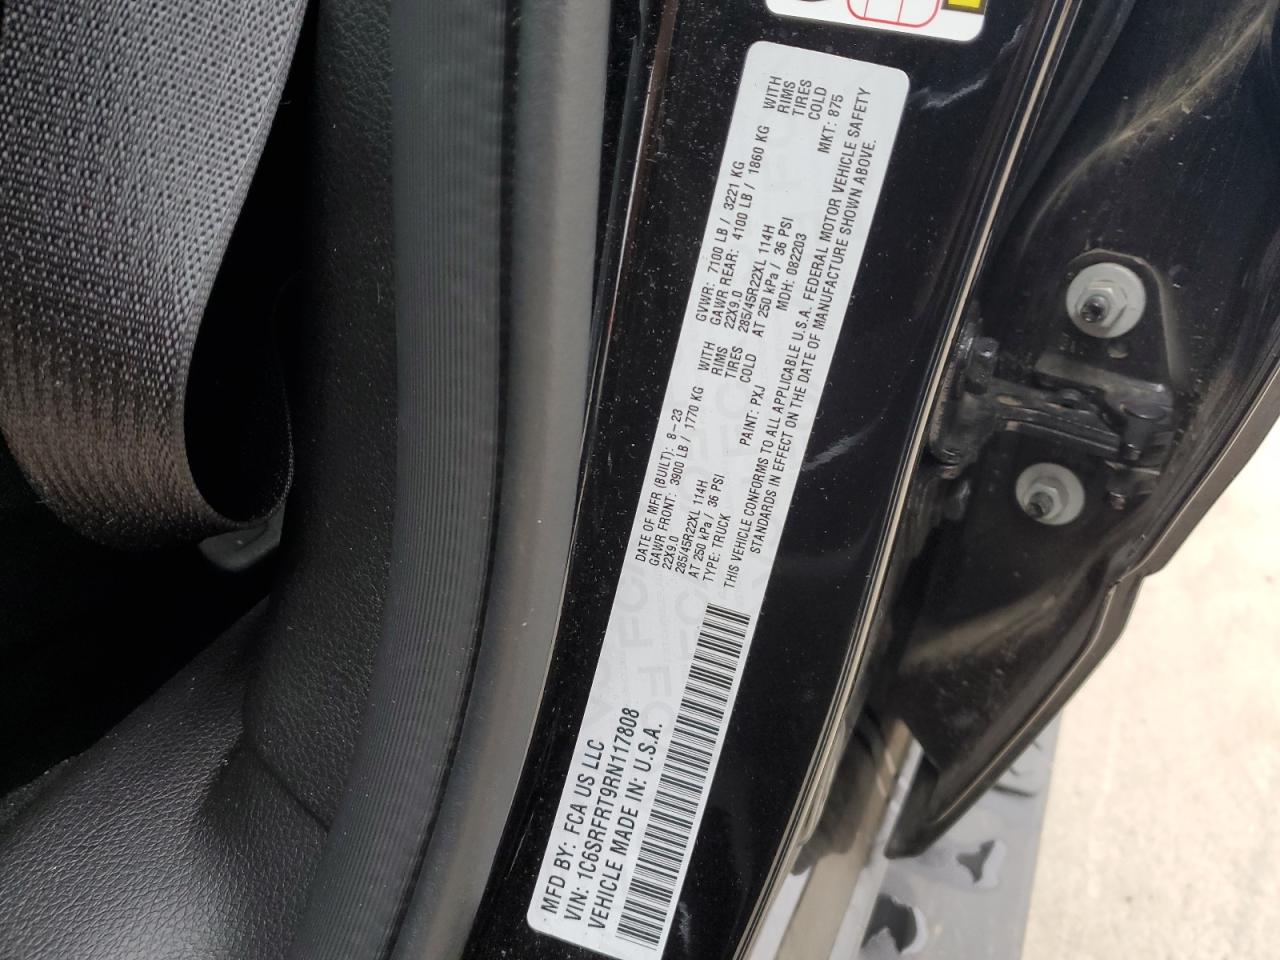 MFD BY: FCA US LLC
VIN: 1C6SRFRT9RN117808
VEHICLE MADE IN: U.S.A.
DATE OF MFR (BUILT): 8-23 GVWR: 7100 LB / 3221 KG
GAWR FRONT: 3900 LB / 1770 KG WITH GAWR REAR: 4100 LB / 1860 KG WITH
22X9.0 RIMS 22X9.0 RIMS
285/45R22XL 114H TIRES 285/45R22XL 114H TIRES
AT 250 kPa / 36 PSI COLD AT 250 kPa / 36 PSI COLD
TYPE: TRUCK PAINT: PXJ MDH: 082203 MKT: 875
THIS VEHICLE CONFORMS TO ALL APPLICABLE U.S.A. FEDERAL MOTOR VEHICLE SAFETY
STANDARDS IN EFFECT ON THE DATE OF MANUFACTURE SHOWN ABOVE.